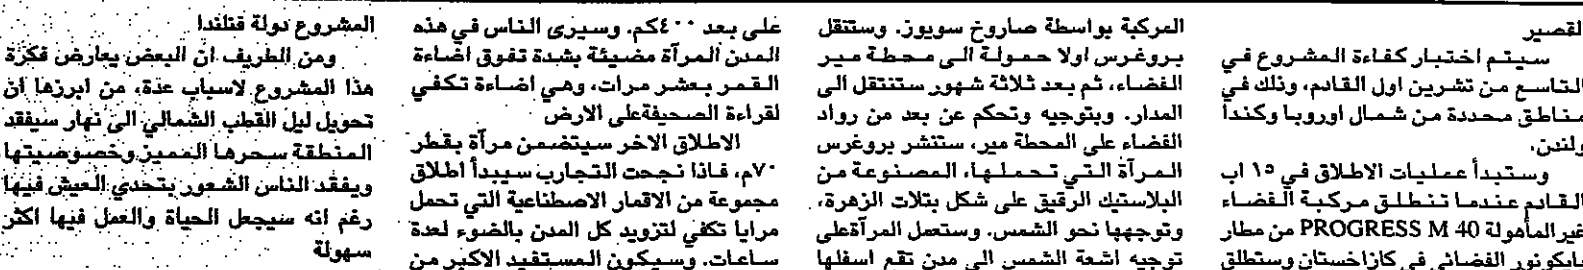 القصير
سيتم اختبار كفاءة المشروع في
التاسع من تشرين اول القادم، وذلك في
مناطق محددة من شمال اوروبا وكندا
ولندن.
وستبدأ عمليات الاطلاق في ١٥ اب
القادم عندما تنطلق مركبة الفضاء
غير المأهولة PROGRESS M 40 من مطار
بايكونور الفضائي في كازاخستان وستطلق
المركبة بواسطة صاروخ سويوز. وستنقل
بروغرس اولا حمولة الى محطة مير
الفضاء، ثم بعد ثلاثة شهور ستنتقل الى
المدار. وبتوجيه وتحكم عن بعد من رواد
الفضاء على المحطة مير، ستنشر بروغرس
المرآة التي تحملها، المصنوعة من
البلاستيك الرقيق على شكل بتلات الزهرة،
وتوجهها نحو الشمس. وستعمل المرآةعلى
توجيه اشعة الشمس الى مدن تقع اسفلها
على بعد ٤٠٠كم. وسيرى الناس في هذه
المدن المرآة مضيئة بشدة تفوق اضاءة
القمر بعشر مرات، وهي اضاءة تكفي
لقراءة الصحيفةعلى الارض
الاطلاق الاخر سيتضمن مرآة بقطر
٧٠م، فاذا نجحت التجارب سيبدأ اطلاق
مجموعة من الاقمار الاصطناعية التي تحمل
مرايا تكفي لتزويد كل المدن بالضوء لعدة
ساعات. وسيكون المستفيد الاكبر من
المشروع دولة فنلندا
ومن الطريف ان البعض يعارض فكرة
هذا المشروع لاسباب عدة، من ابرزها ان
تحويل ليل القطب الشمالي الى نهار سيفقد
المنطقة سحرها المميز وخصوصيتها
ويفقد الناس الشعور بتحدي العيش فيها
رغم انه سيجعل الحياة والعمل فيها اكثر
سهولة